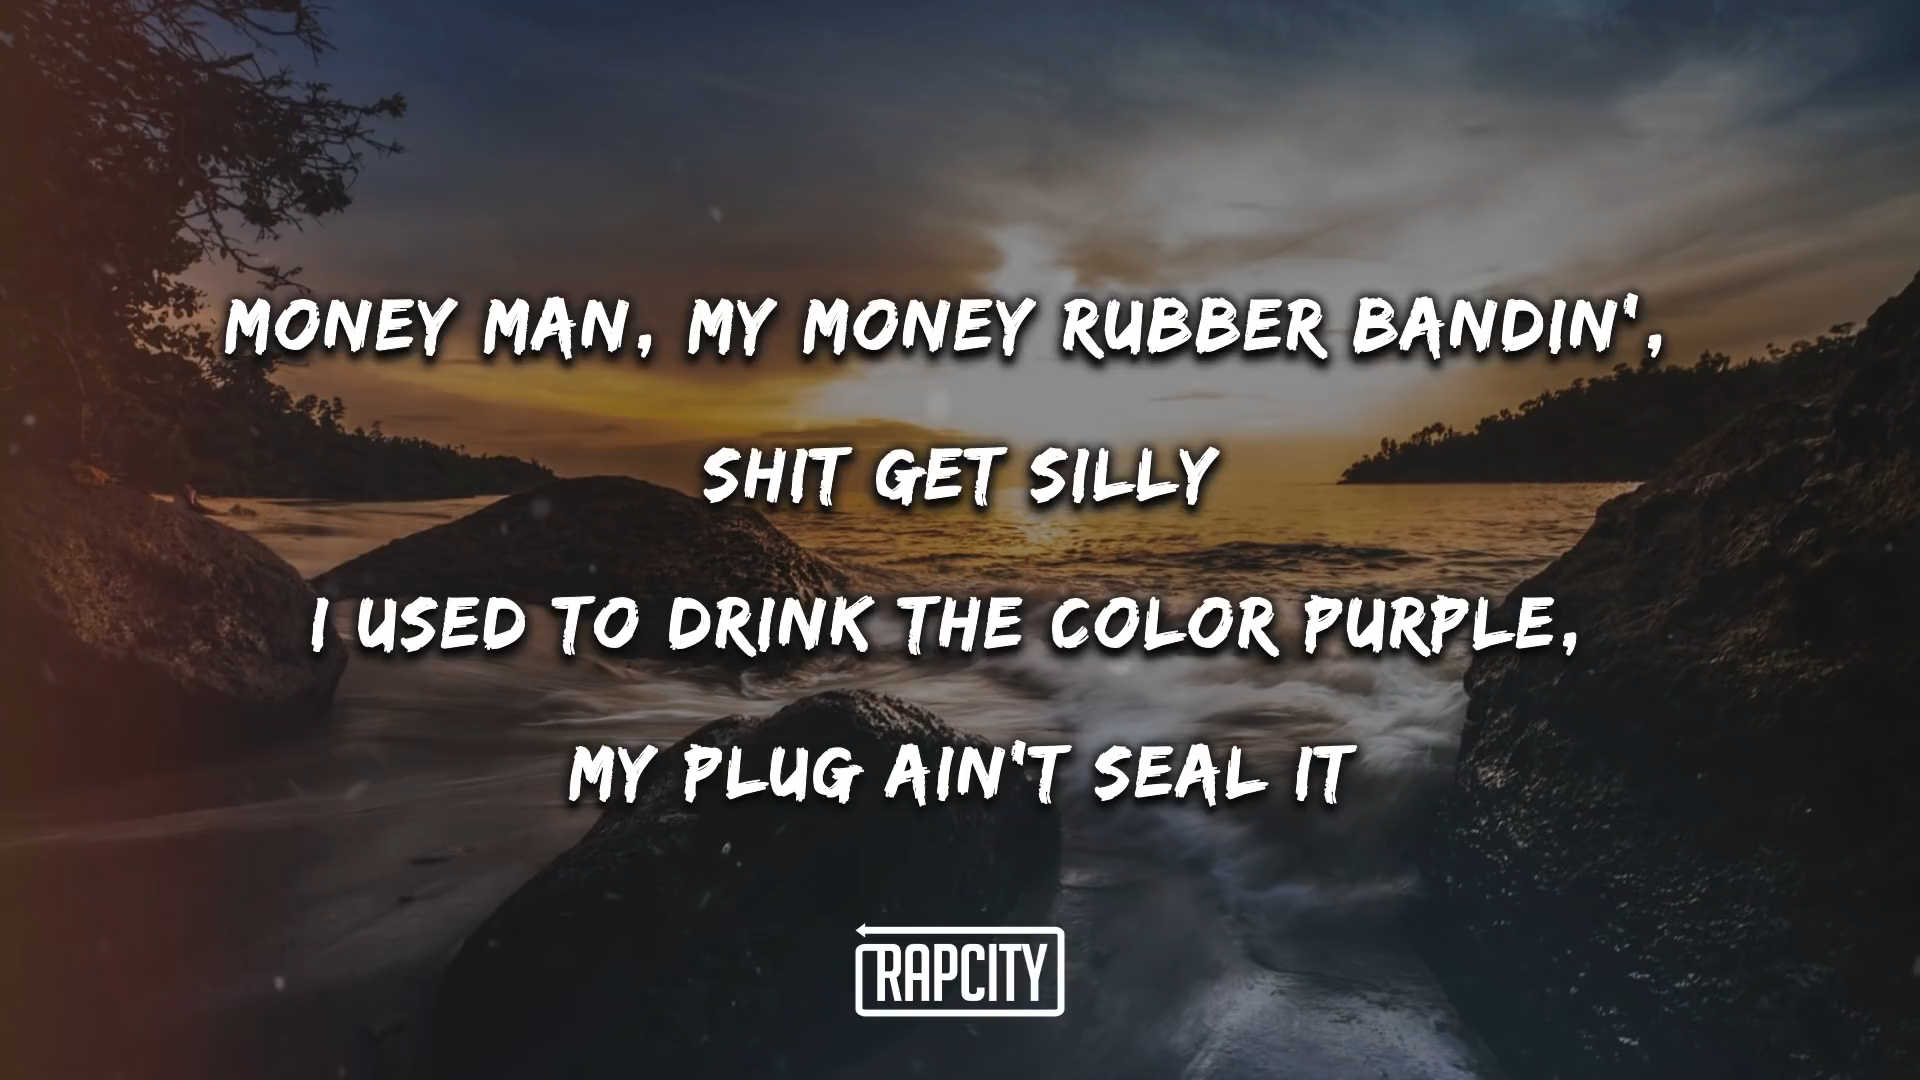 MONEY MAN, MY MONEY RUBBER BANDIN',
SHIT GET SILLY
I USED TO DRINK THE COLOR PURPLE,
MY PLUG AIN'T SEAL IT
RAPCITY